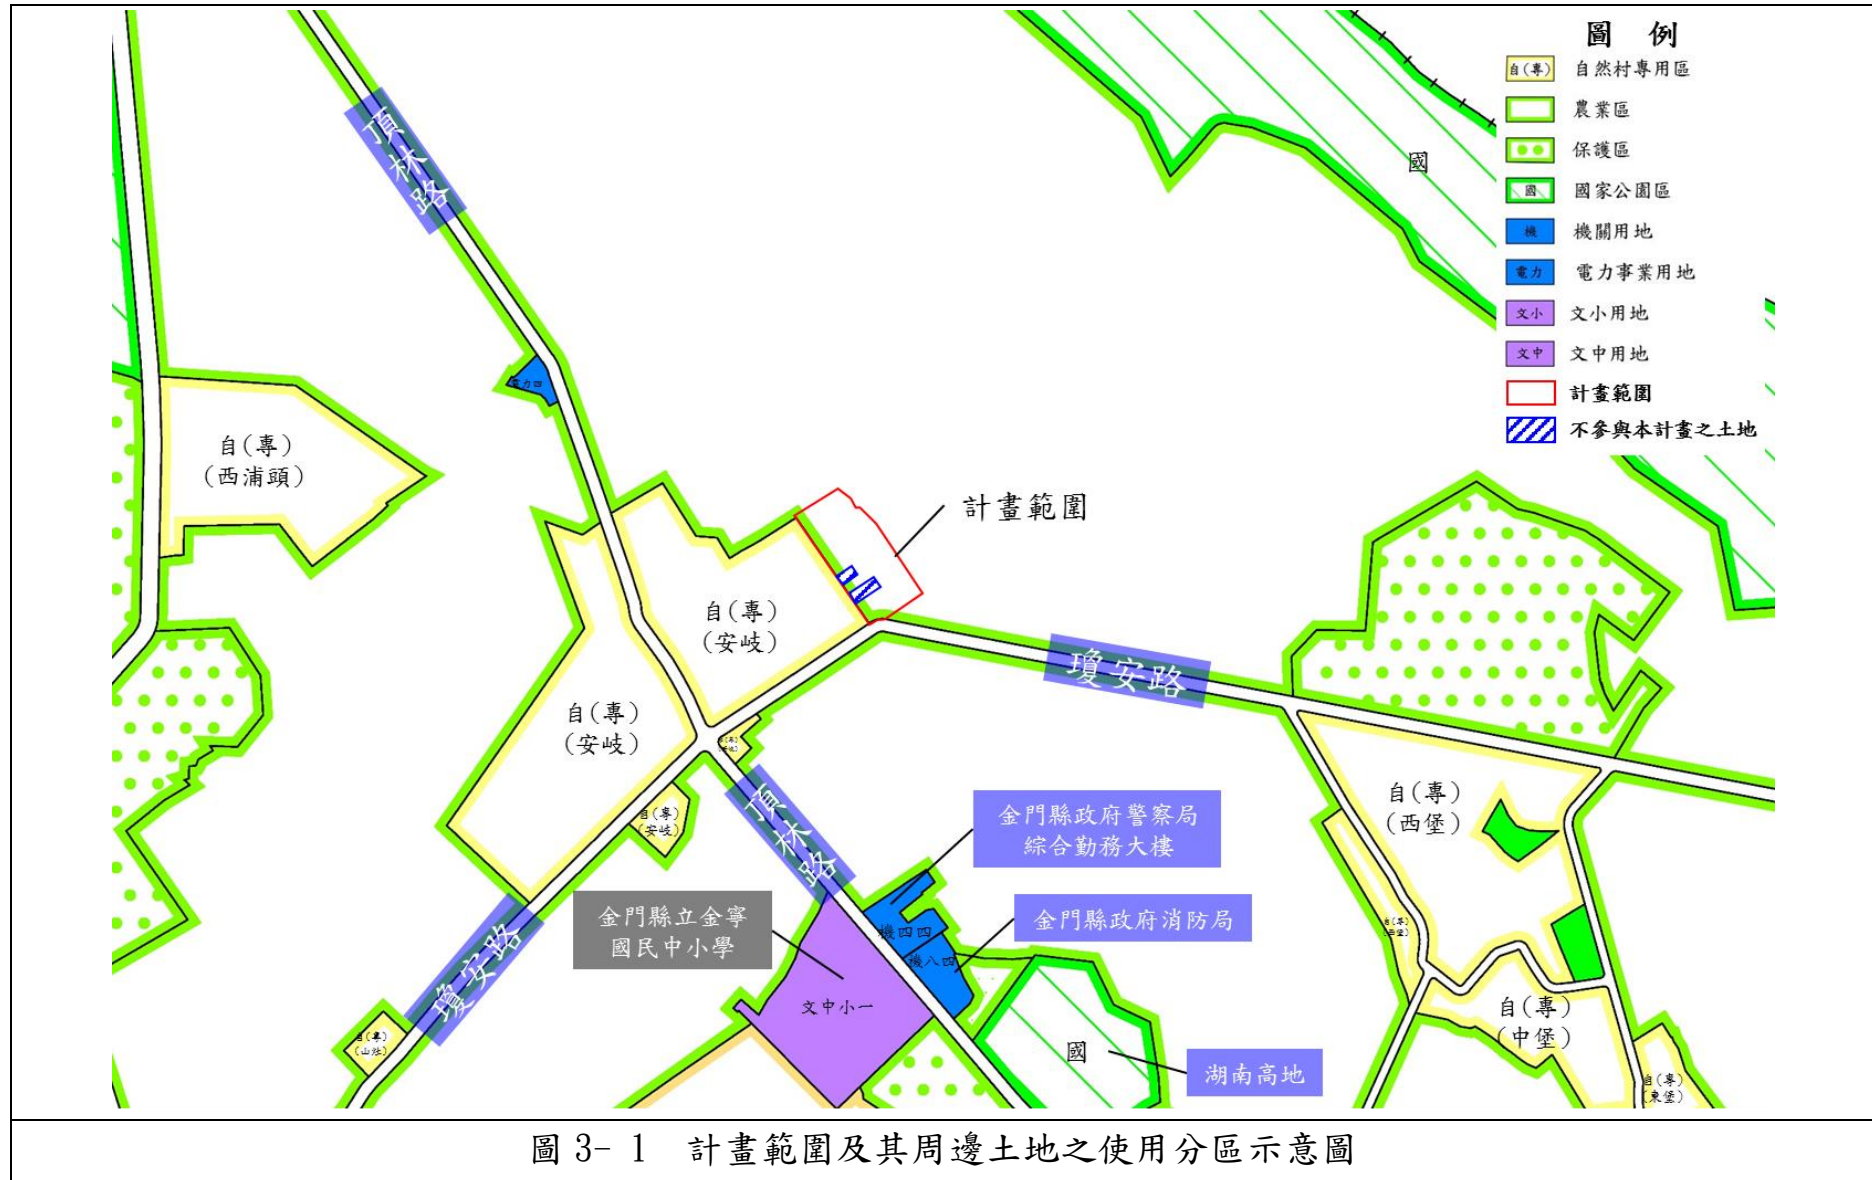 圖 例
自(專) 自然村專用區
農業區
保護區
國 國家公園區
機 機關用地
電力 電力事業用地
文小 文小用地
文中 文中用地
計畫範圍
不參與本計畫之土地
頂林路
國
電力四
自(專)
(西浦頭)
計畫範圍
自(專)
(安岐)
瓊安路
自(專)
(安岐)
自(專)
(安岐)
自(專)
(安岐)
頂林路
自(專)
(西堡)
金門縣政府警察局
綜合勤務大樓
金門縣立金寧
國民中小學
金門縣政府消防局
機四四
機八四
自(專)
(西堡)
瓊安路
文中小一
自(專)
(中堡)
自(專)
(山灶)
國
湖南高地
自(專)
(東堡)
圖 3- 1 計畫範圍及其周邊土地之使用分區示意圖